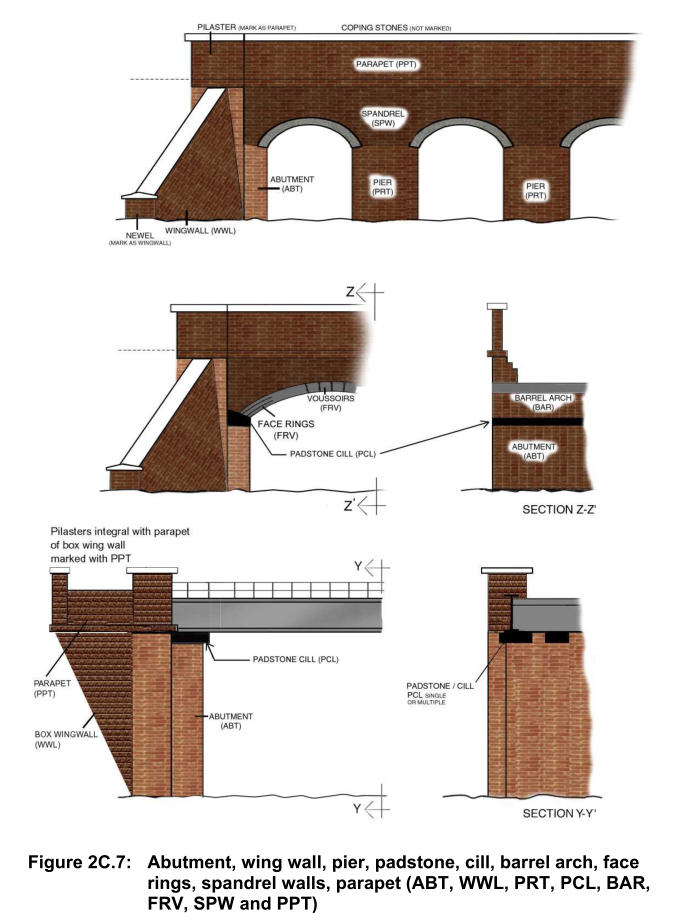 PILASTER (MARK AS PARAPET)
COPING STONES (NOT MARKED)
PARAPET (PPT)
SPANDREL
(SPW)
ABUTMENT
(ABT)
PIER
(PRT)
PIER
(PRT)
NEWEL
(MARK AS WINGWALL)
WINGWALL (WWL)
Z
VOUSSOIRS
(FRV)
FACE RINGS
(FRV)
PADSTONE CILL (PCL)
BARREL ARCH
(BAR)
ABUTMENT
(ABT)
Z'
SECTION Z-Z'
Pilasters integral with parapet
of box wing wall
marked with PPT
Y
PADSTONE CILL (PCL)
PARAPET
(PPT)
BOX WINGWALL
(WWL)
ABUTMENT
(ABT)
PADSTONE / CILL
PCL SINGLE
OR MULTIPLE
Y
SECTION Y-Y'
Figure 2C.7: Abutment, wing wall, pier, padstone, cill, barrel arch, face
rings, spandrel walls, parapet (ABT, WWL, PRT, PCL, BAR,
FRV, SPW and PPT)